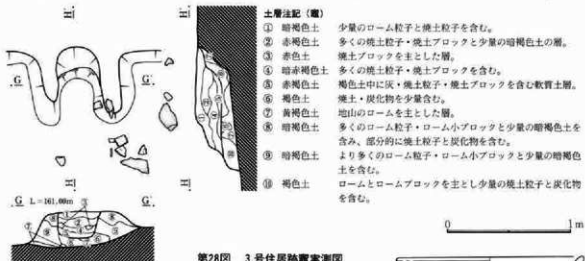 H
H'
G
G'
H
H'
G L=161.00m G'
土層注記(竈)
① 暗褐色土 少量のローム粒子と焼土粒子を含む。
② 赤褐色土 多くの焼土粒子・焼土ブロックと少量の暗褐色土の層。
③ 赤色土 焼土ブロックを主とした層。
④ 暗赤褐色土 多くの焼土粒子・焼土ブロックを含む。
⑤ 赤褐色土 褐色土中に灰・焼土粒子・焼土ブロックを含む軟質土層。
⑥ 褐色土 焼土・炭化物を少量含む。
⑦ 黄褐色土 地山のロームを主とした層。
⑧ 暗褐色土 多くのローム粒子・ローム小ブロックと少量の暗褐色土を
含み、部分的に焼土粒子と炭化物を含む。
⑨ 暗褐色土 より多くのローム粒子・ローム小ブロックと少量の暗褐色
土を含む。
⑩ 褐色土 ロームとロームブロックを主とし少量の焼土粒子と炭化物
を含む。
0 1m
第28図 3号住居跡竈実測図